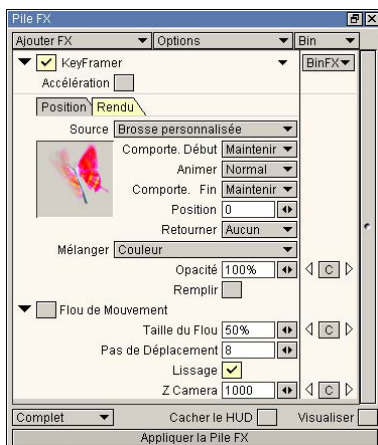 Pile FX
Ajouter FX Options Bin
KeyFramer BinFX
Accélération
Position Rendu
Source Brosse personnalisée
Comporte. Début Maintenir
Animer Normal
Comporte. Fin Maintenir
Position 0
Retourner Aucun
Mélanger Couleur
Opacité 100% C
Remplir
Flou de Mouvement
Taille du Flou 50% C
Pas de Déplacement 8
Lissage
Z Camera 1000 C
Complet Cacher le HUD Visualiser
Appliquer la Pile FX